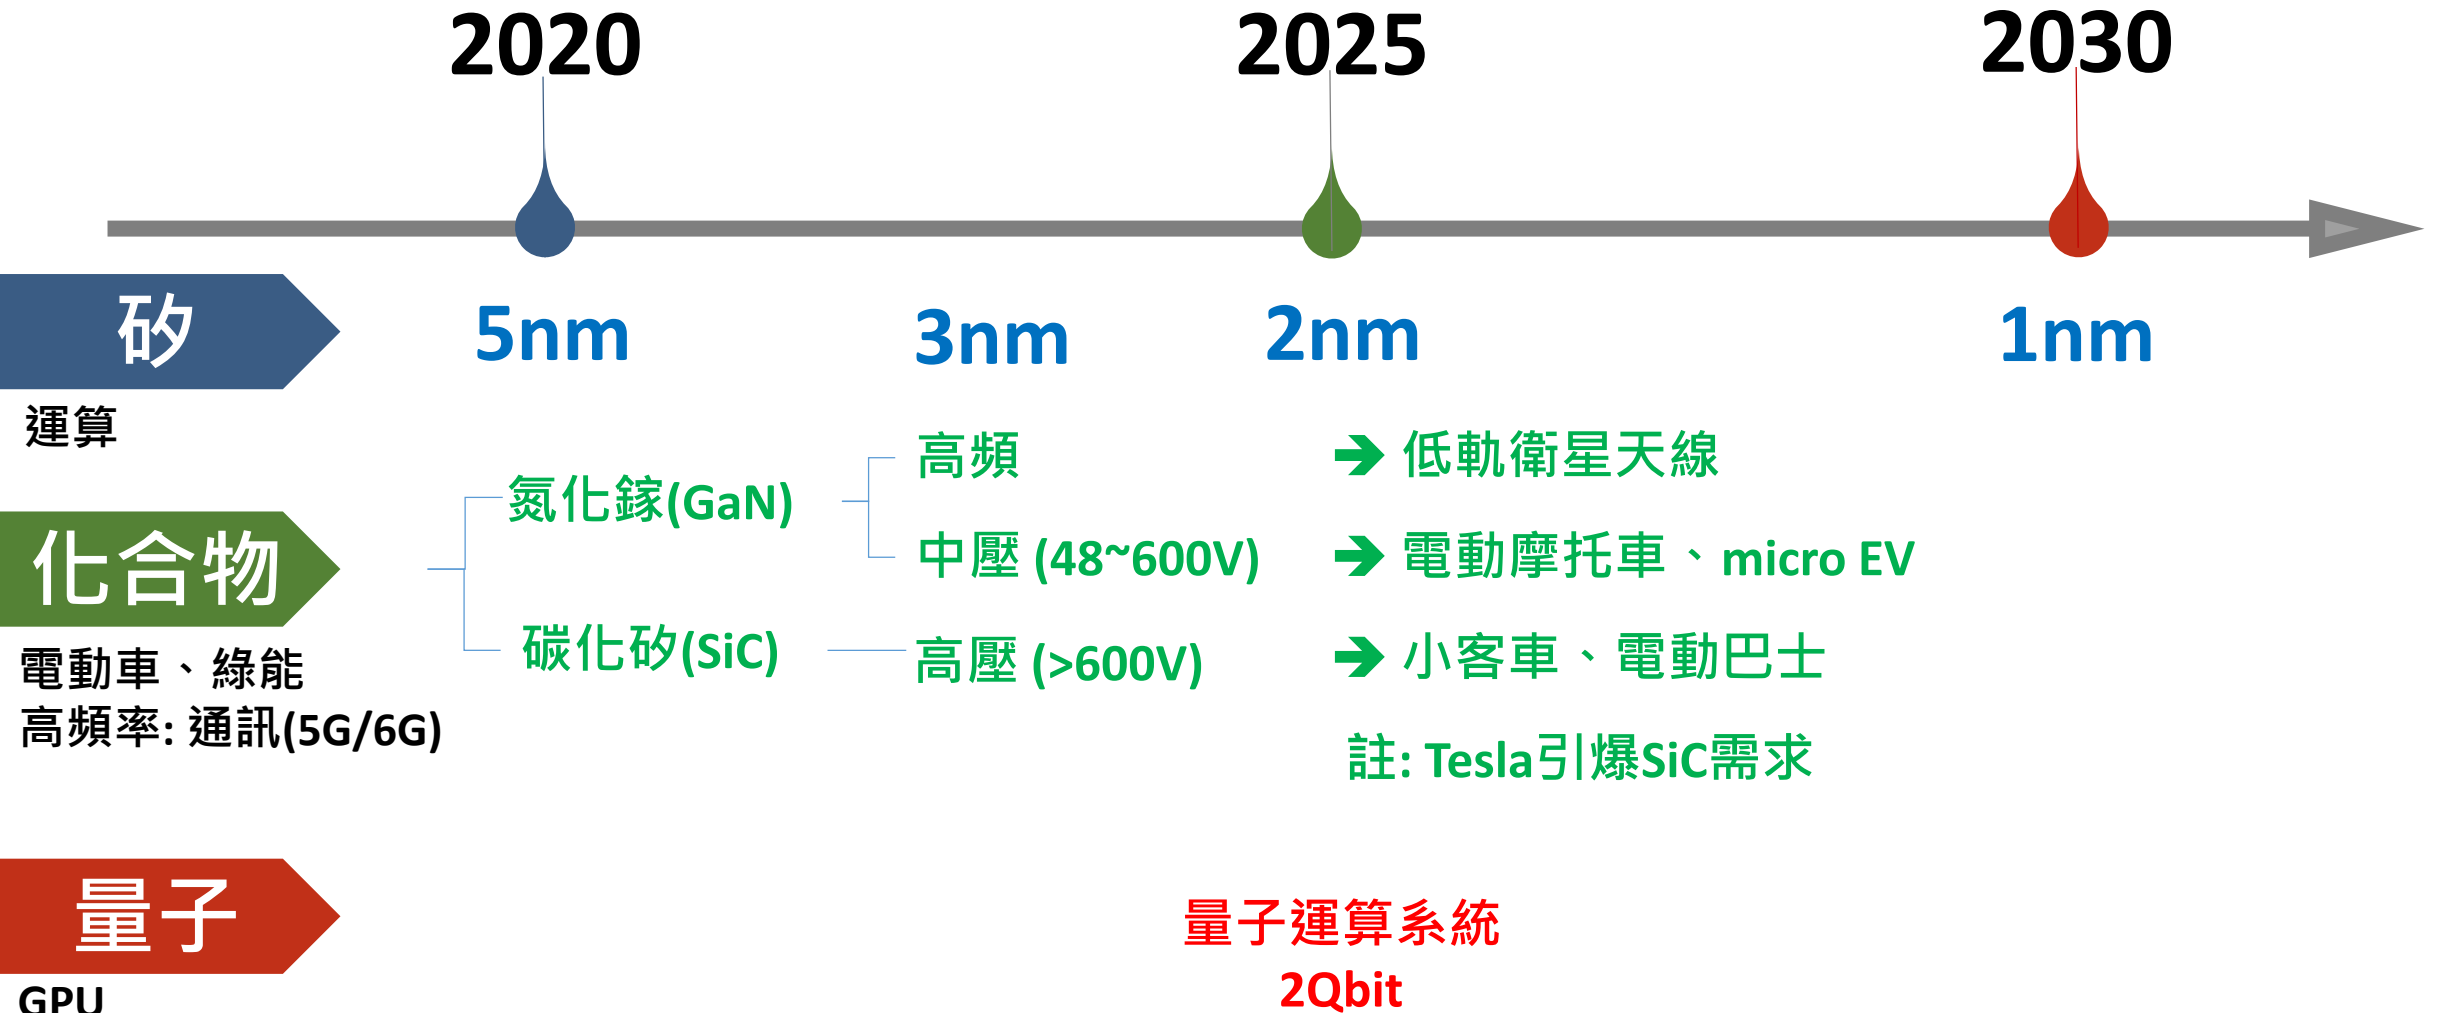 2020
2025
2030
矽
5nm
3nm
2nm
1nm
運算
高頻
低軌衛星天線
氮化鎵(GaN)
中壓 (48~600V)
電動摩托車、micro EV
化合物
碳化矽(SiC)
高壓 (>600V)
小客車、電動巴士
電動車、綠能
高頻率: 通訊(5G/6G)
註: Tesla引爆SiC需求
量子
量子運算系統
2Qbit
GPU